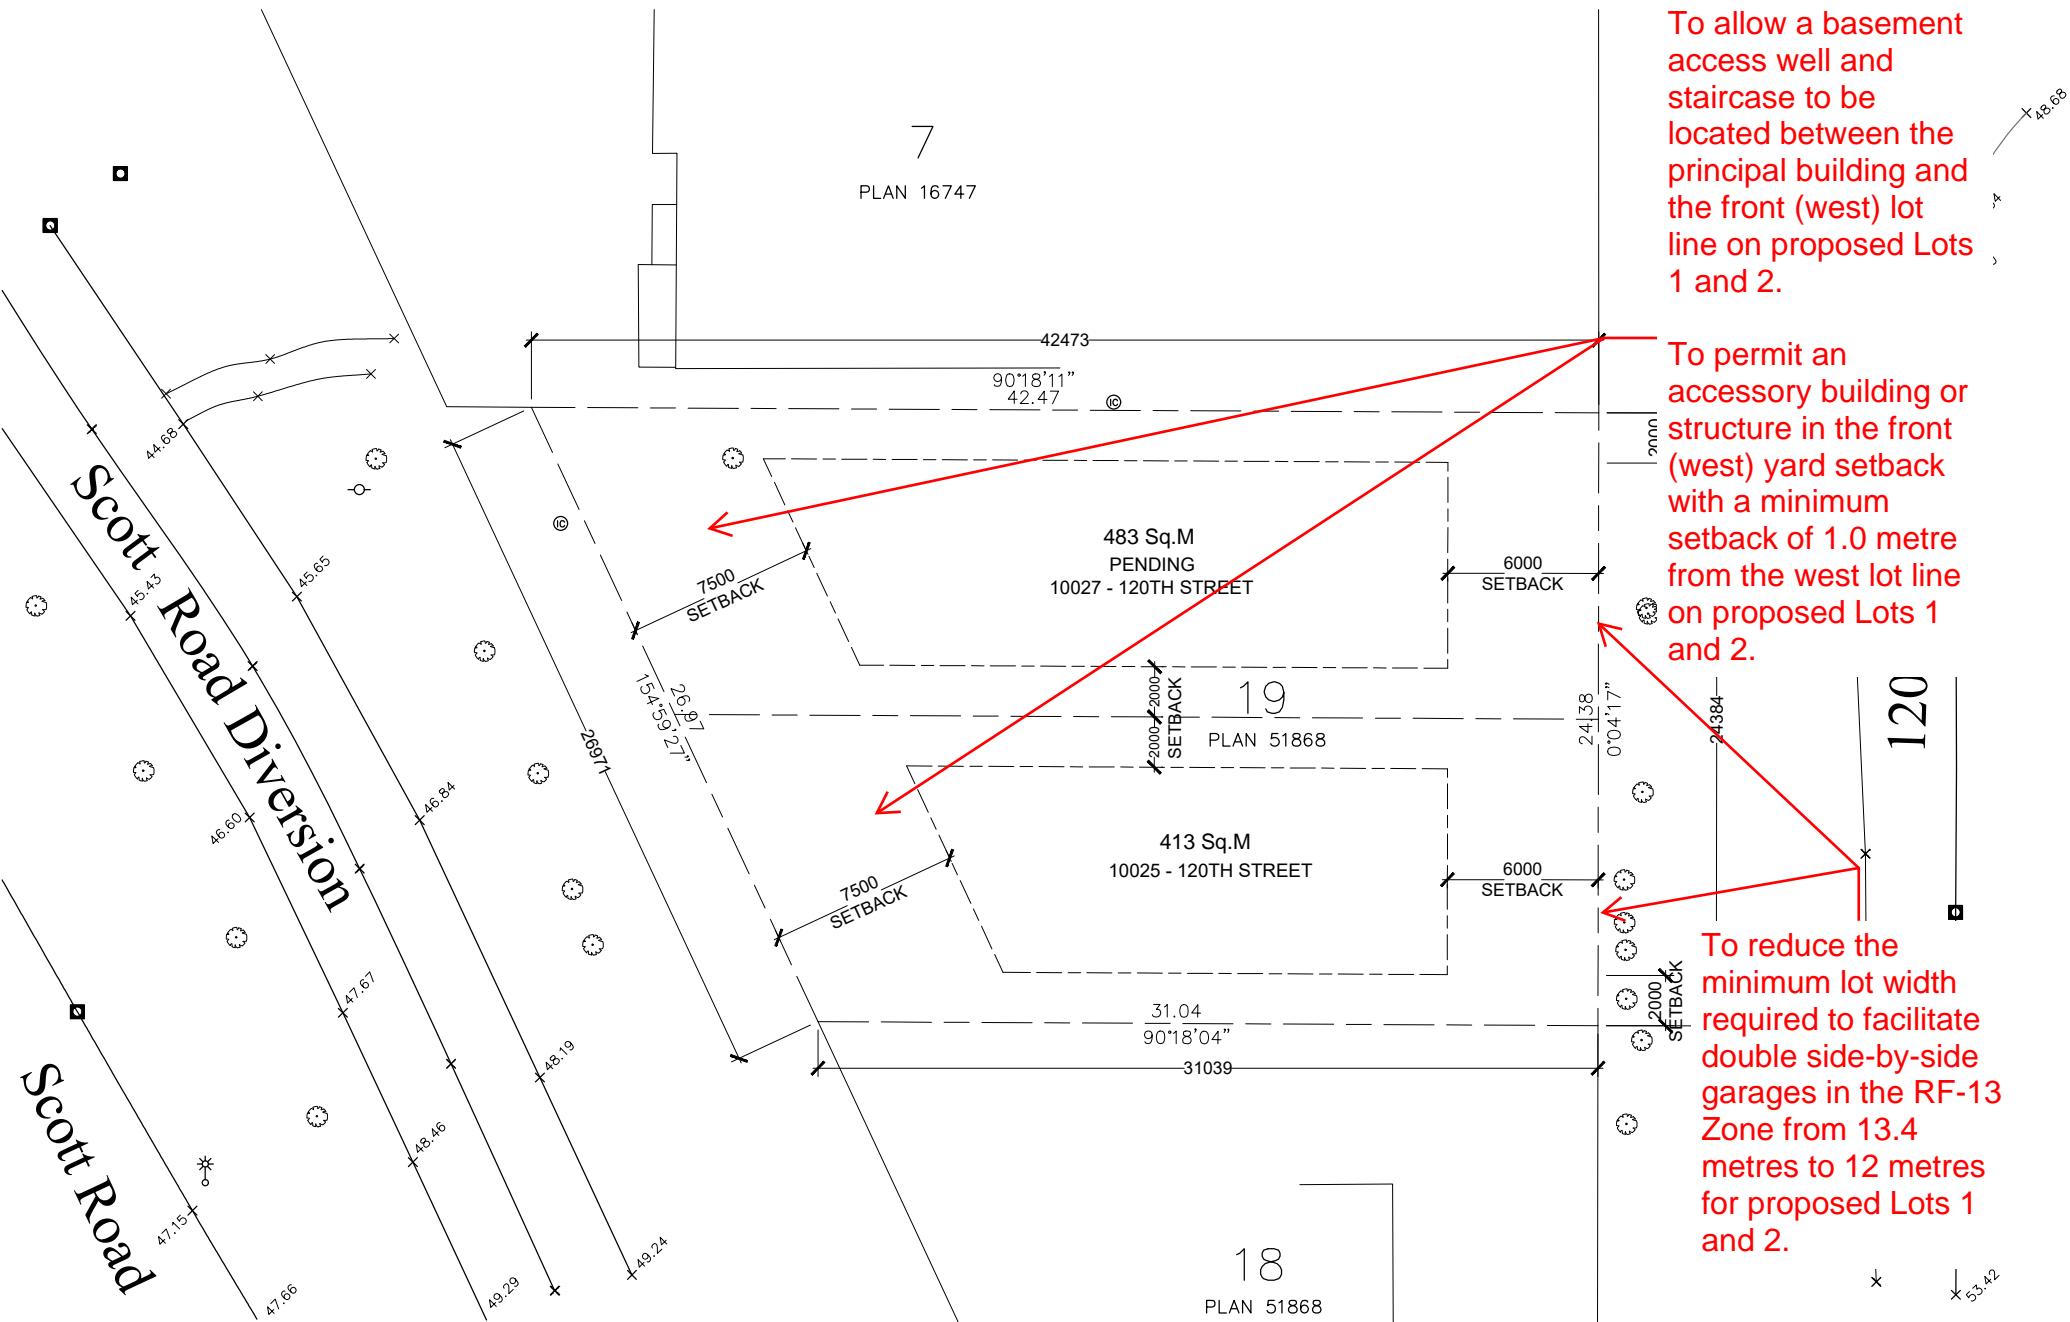 To allow a basement
access well and
staircase to be
located between the
principal building and
the front (west) lot
line on proposed Lots
1 and 2.
48.68
7
PLAN 16747
42473
90°18'11"
42.47
IC
To permit an
accessory building or
structure in the front
(west) yard setback
with a minimum
setback of 1.0 metre
from the west lot line
on proposed Lots 1
and 2.
2000
44.68
Scott Road Diversion
IC
45.65
45.43
483 Sq.M
PENDING
10027 - 120TH STREET
7500
SETBACK
6000
SETBACK
26.97
154°59'27"
26971
2000
2000
SETBACK
19
PLAN 51868
24.38
0°04'17"
24384
120
46.84
46.60
413 Sq.M
10025 - 120TH STREET
7500
SETBACK
6000
SETBACK
To reduce the
minimum lot width
required to facilitate
double side-by-side
garages in the RF-13
Zone from 13.4
metres to 12 metres
for proposed Lots 1
and 2.
2000
SETBACK
31.04
90°18'04"
31039
47.67
48.19
Scott Road
48.46
47.15
47.66
49.29
49.24
18
PLAN 51868
53.42